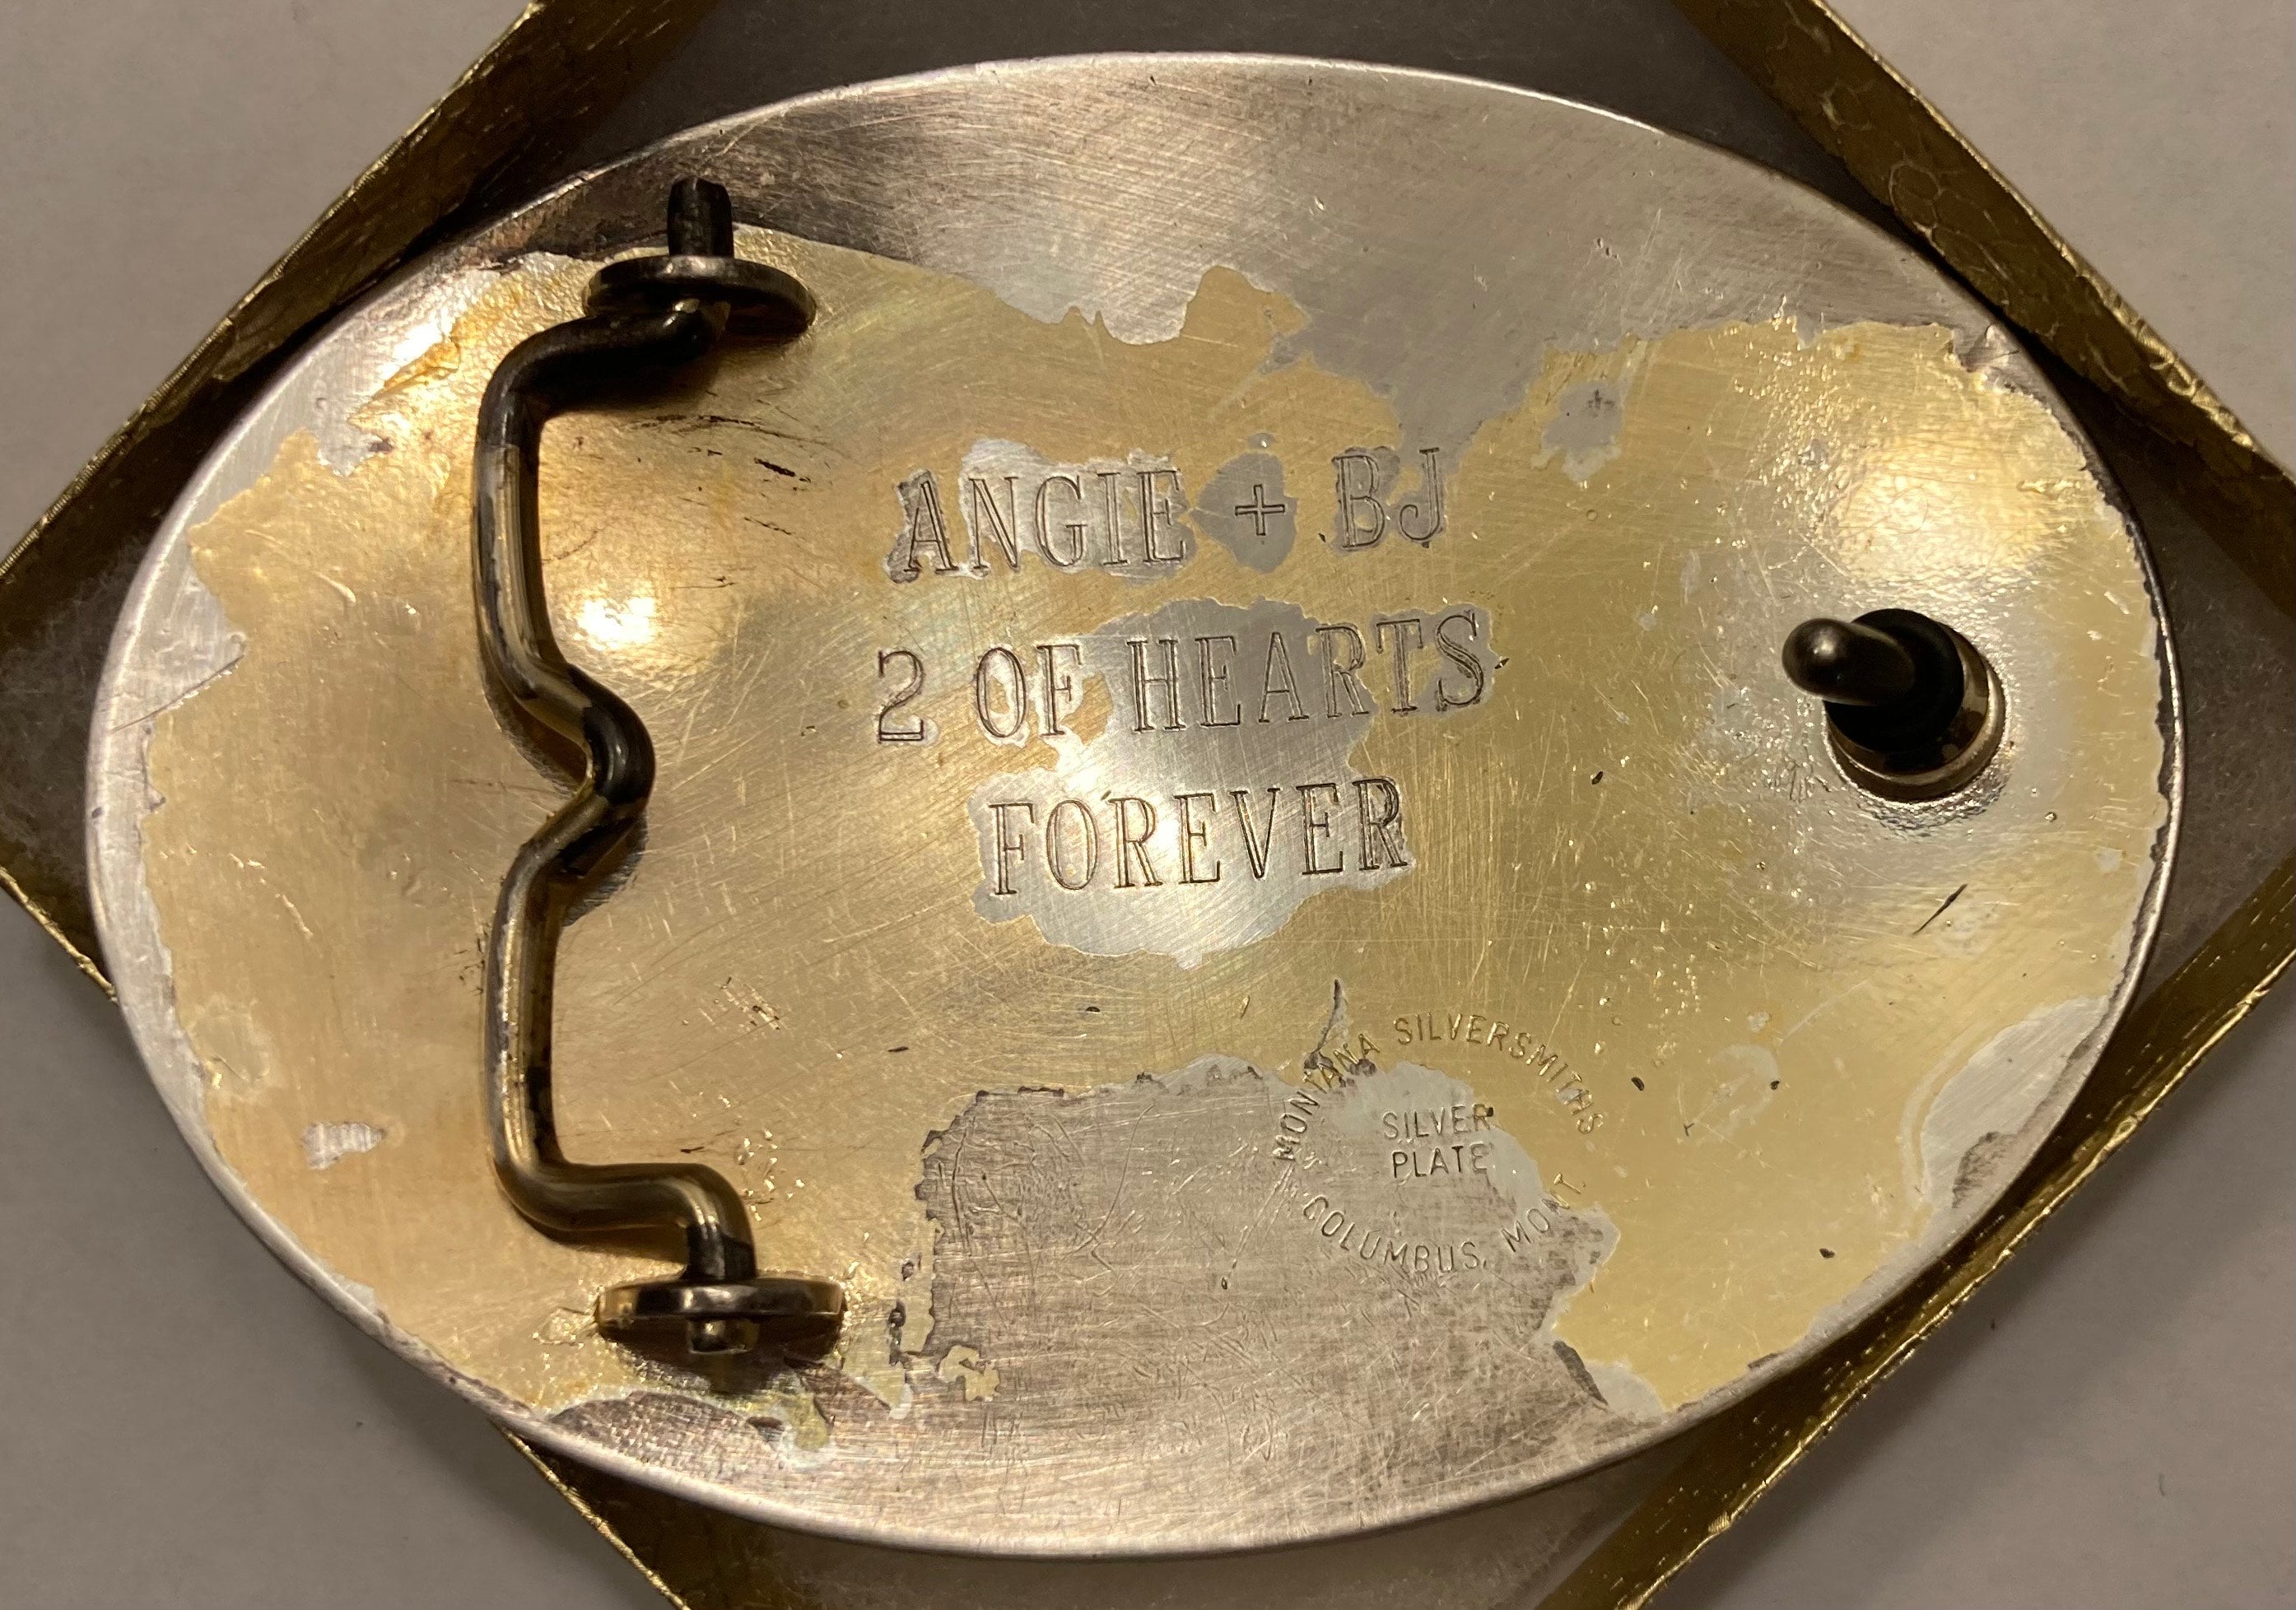 ANGIE + BJ
2 OF HEARTS
FOREVER
MONTANA SILVERSMITHS
SILVER
PLATE
COLUMBUS, MONT.